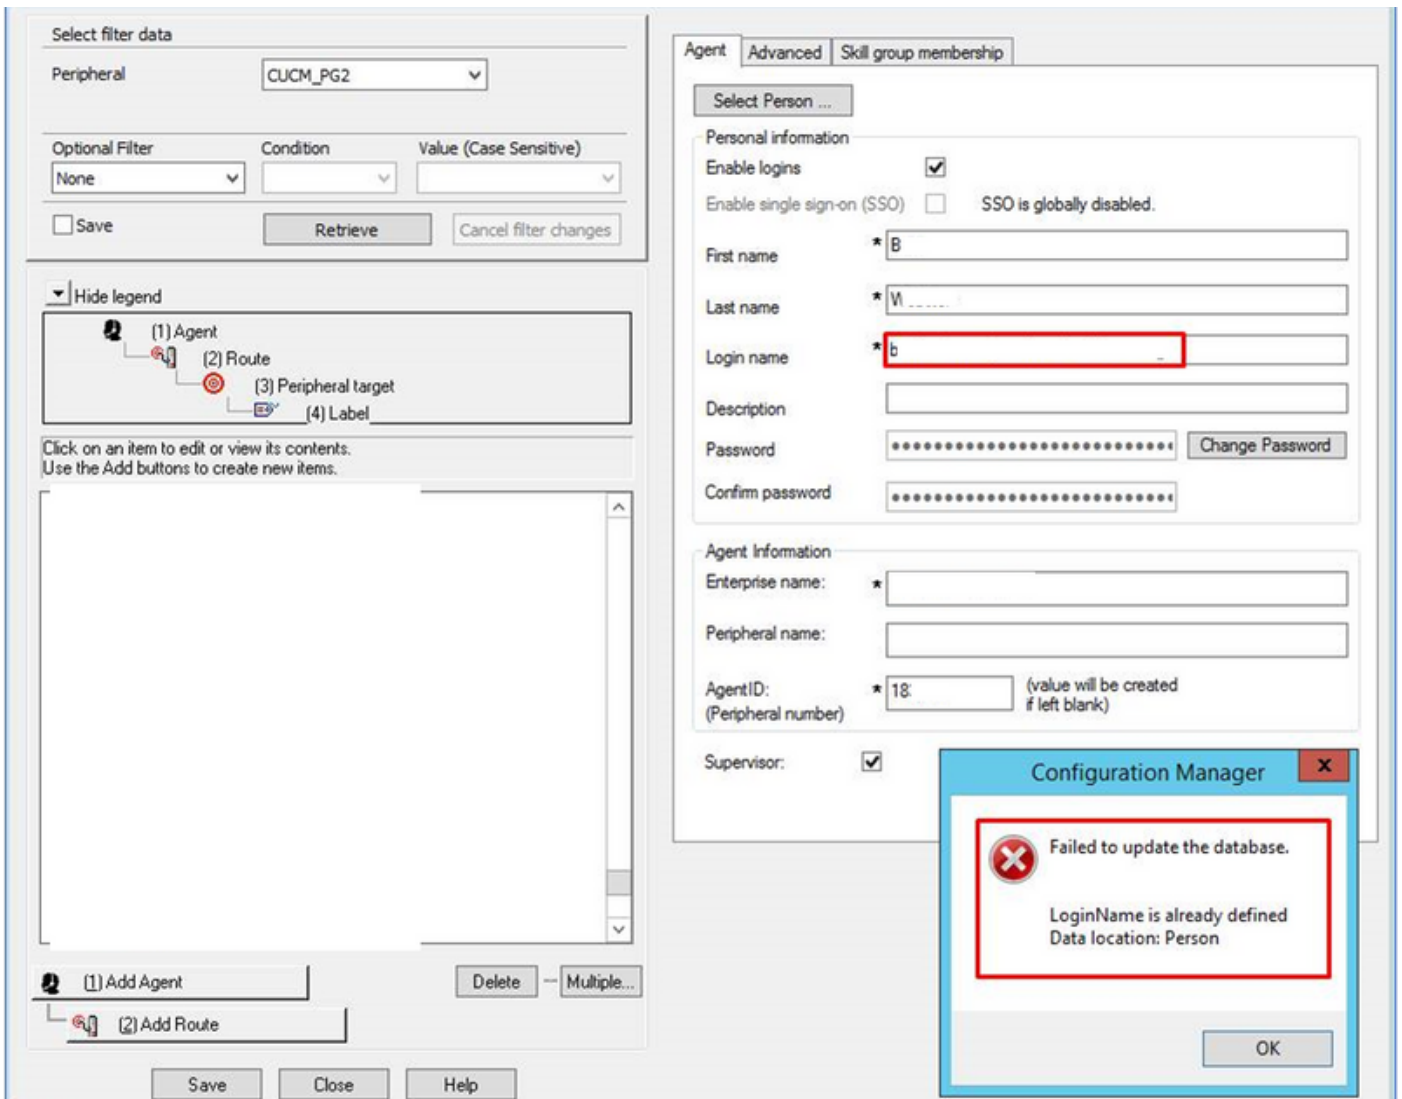 Select filter data
Peripheral
CUCM_PG2
Optional Filter
Condition
Value (Case Sensitive)
None
Save
Retrieve
Cancel filter changes
Hide legend
(1) Agent
(2) Route
(3) Peripheral target
(4) Label
Click on an item to edit or view its contents.
Use the Add buttons to create new items.
(1) Add Agent
Delete
Multiple...
(2) Add Route
Save
Close
Help
Agent
Advanced
Skill group membership
Select Person ...
Personal information
Enable logins
Enable single sign-on (SSO)
SSO is globally disabled.
First name
* B
Last name
*
Login name
* b
Description
Password
Change Password
Confirm password
Agent Information
Enterprise name:
*
Peripheral name:
AgentID:
(Peripheral number)
* 18
(value will be created
if left blank)
Supervisor:
Configuration Manager
x
Failed to update the database.
LoginName is already defined
Data location: Person
OK